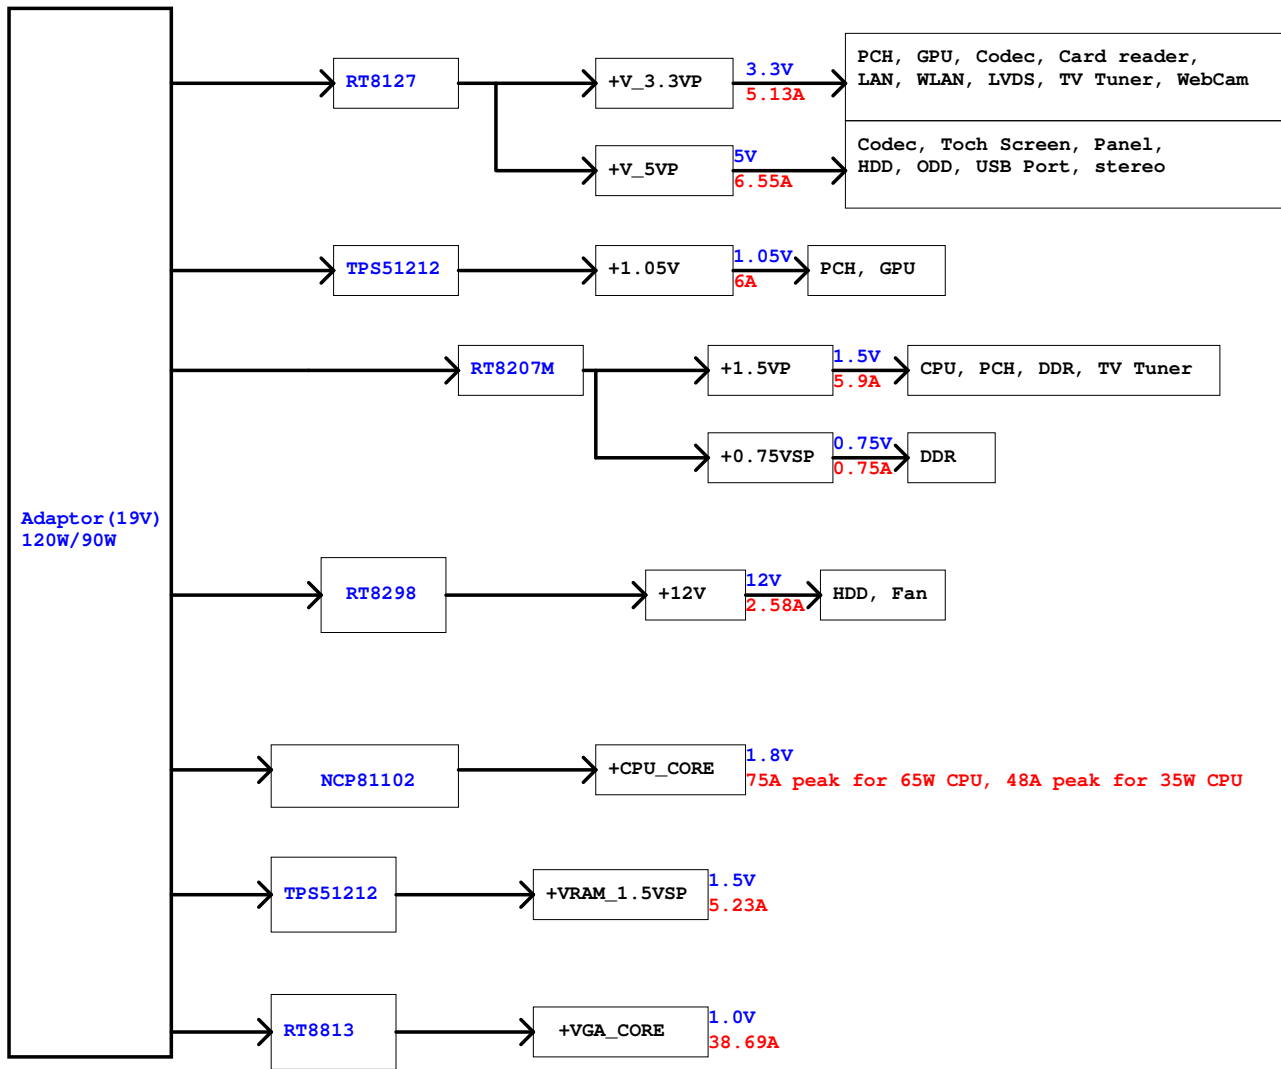 Adaptor(19V)
120W/90W
RT8127
+V_3.3VP
3.3V
5.13A
PCH, GPU, Codec, Card reader,
LAN, WLAN, LVDS, TV Tuner, WebCam
+V_5VP
5V
6.55A
Codec, Toch Screen, Panel,
HDD, ODD, USB Port, stereo
TPS51212
+1.05V
1.05V
6A
PCH, GPU
RT8207M
+1.5VP
1.5V
5.9A
CPU, PCH, DDR, TV Tuner
+0.75VSP
0.75V
0.75A
DDR
RT8298
+12V
12V
2.58A
HDD, Fan
NCP81102
+CPU_CORE
1.8V
75A peak for 65W CPU, 48A peak for 35W CPU
TPS51212
+VRAM_1.5VSP
1.5V
5.23A
RT8813
+VGA_CORE
1.0V
38.69A